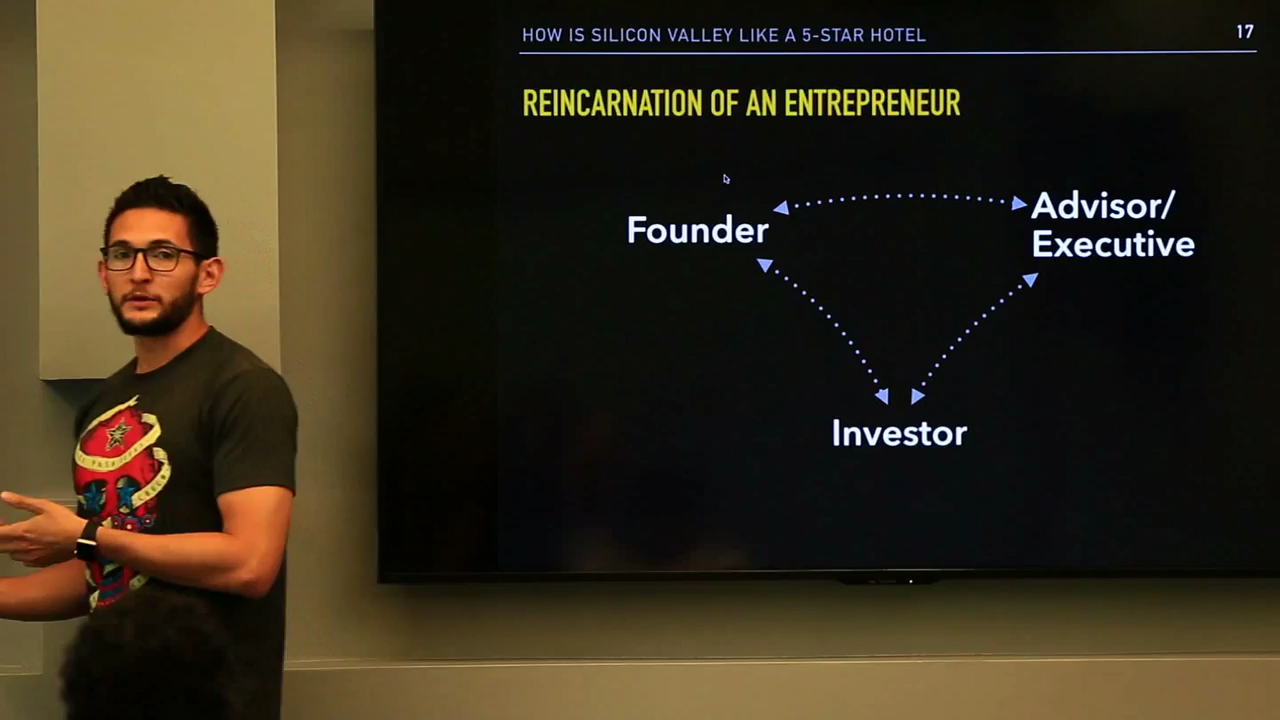 HOW IS SILICON VALLEY LIKE A 5-STAR HOTEL
17
REINCARNATION OF AN ENTREPRENEUR
Founder
Advisor/
Executive
Investor